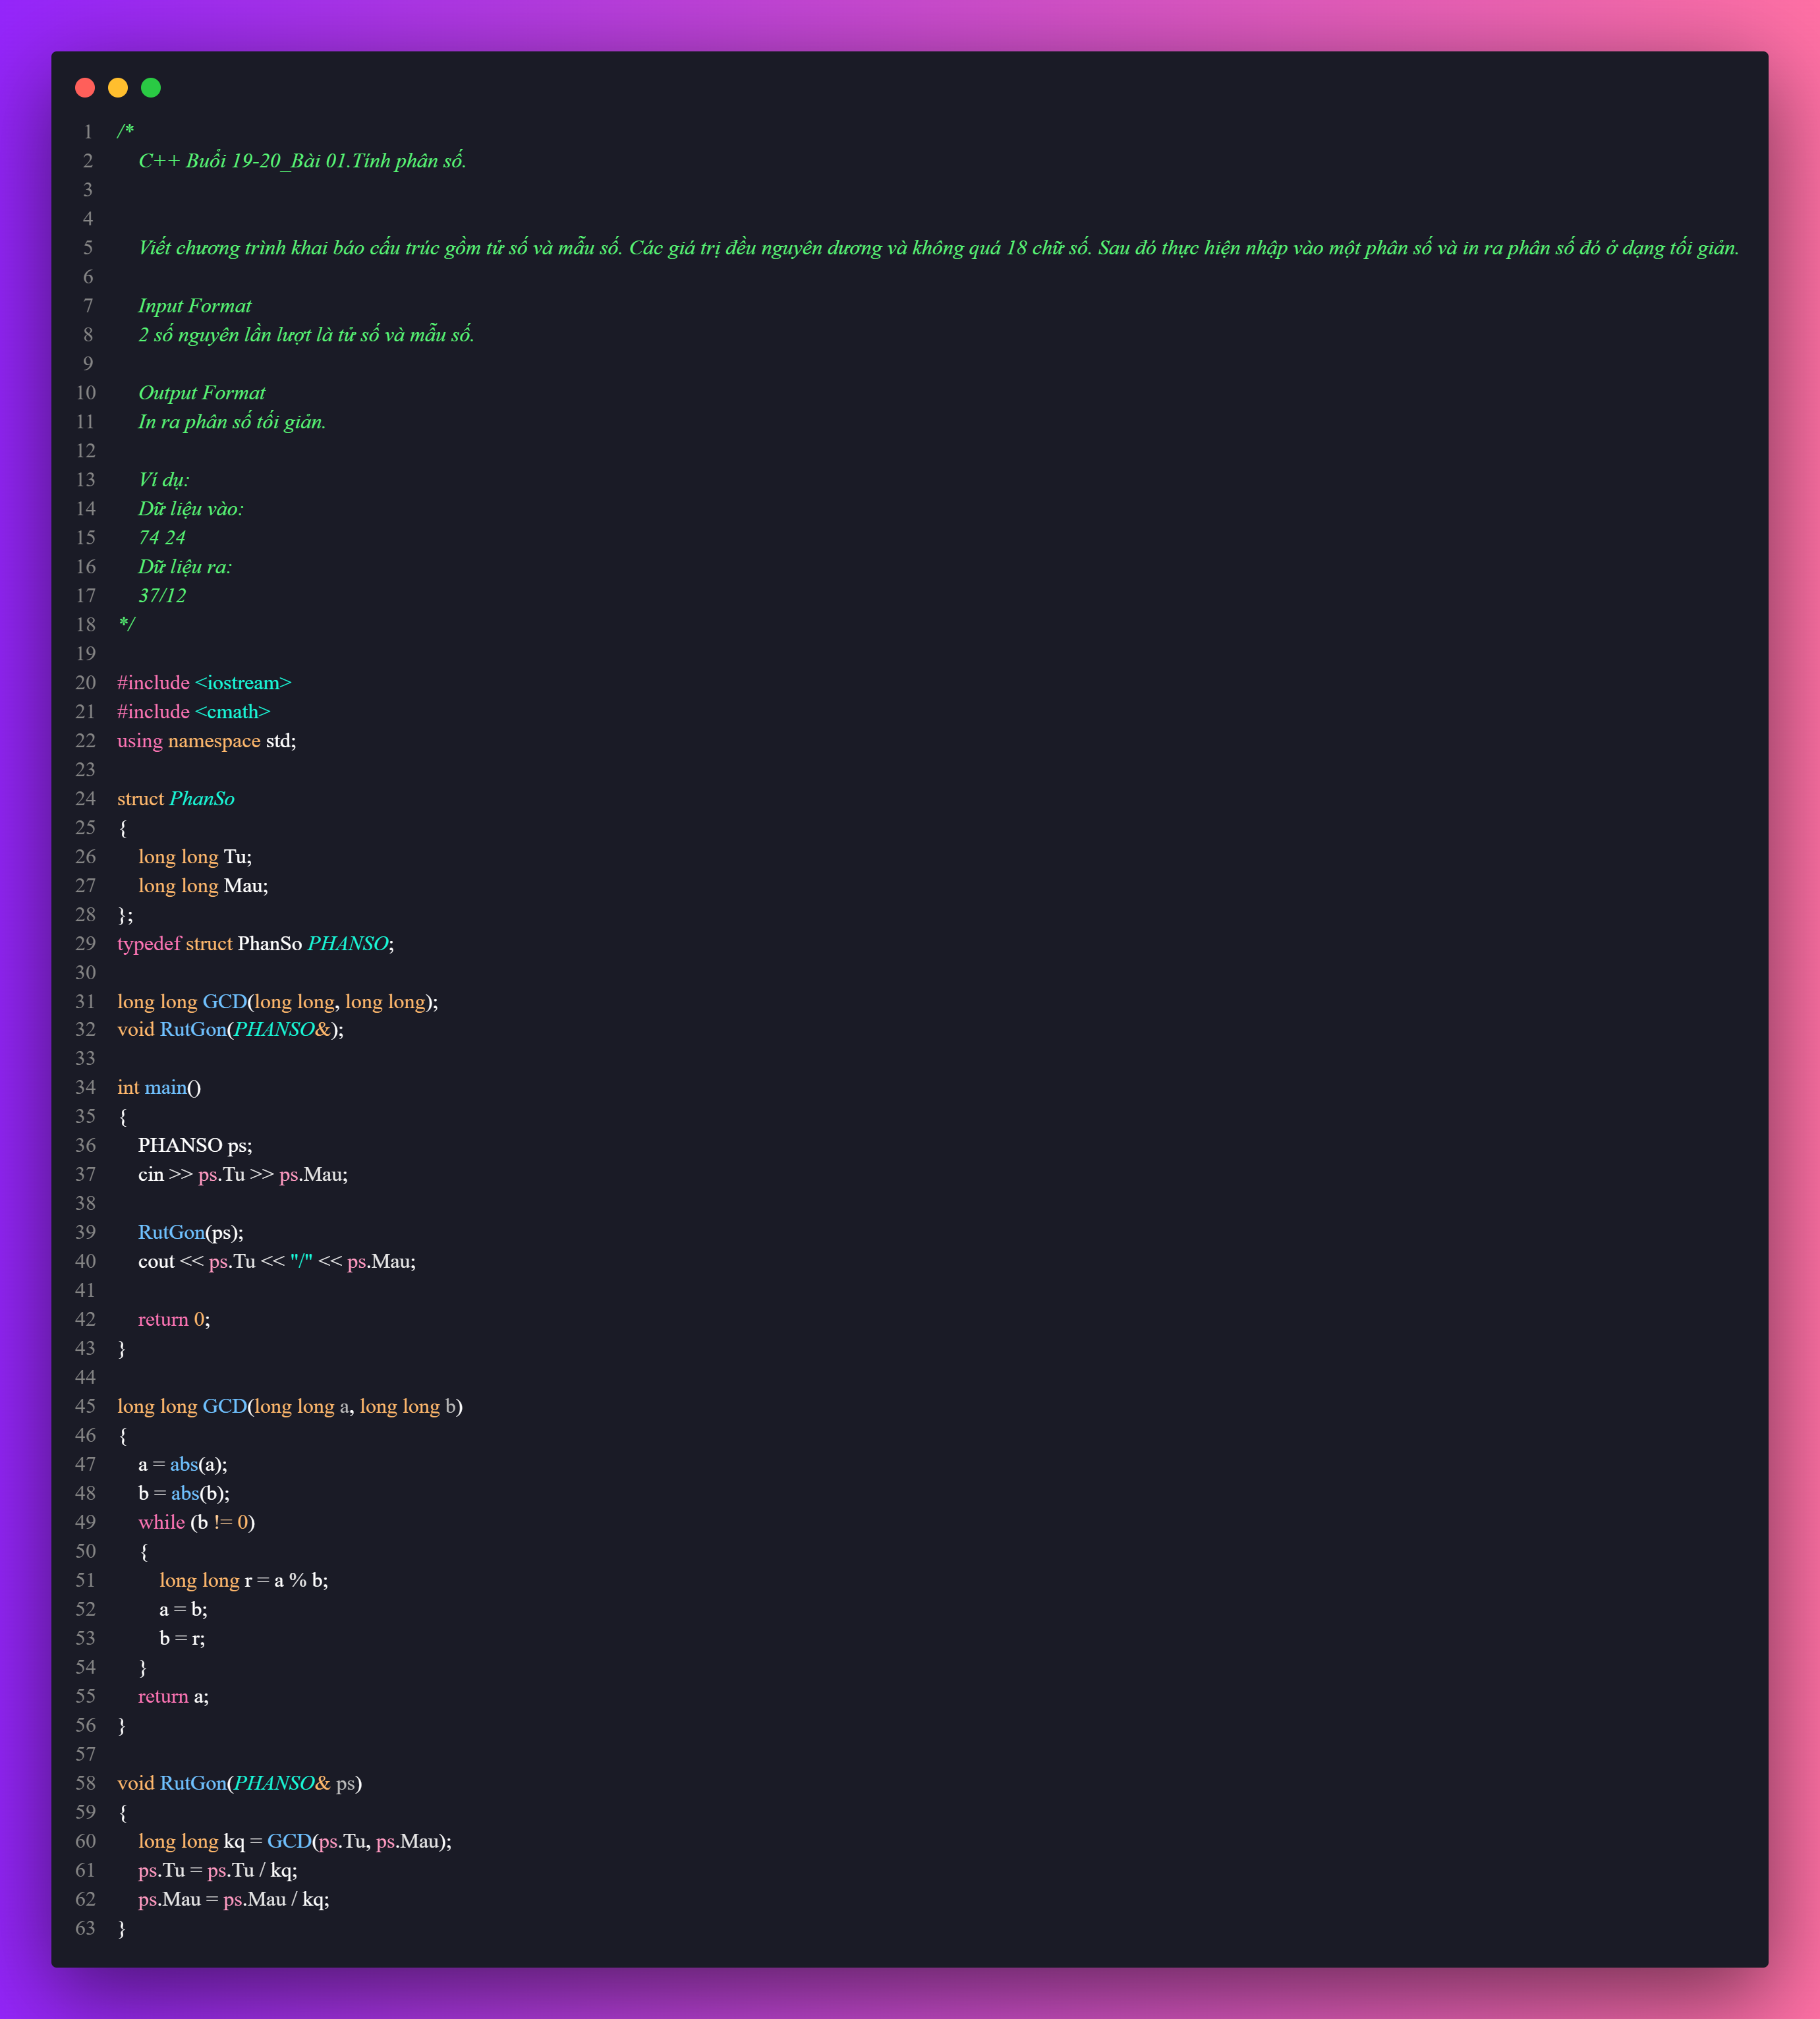 1 /*
2 C++ Buổi 19-20_Bài 01.Tính phân số.
3
4
5 Viết chương trình khai báo cấu trúc gồm tử số và mẫu số. Các giá trị đều nguyên dương và không quá 18 chữ số. Sau đó thực hiện nhập vào một phân số và in ra phân số đó ở dạng tối giản.
6
7 Input Format
8 2 số nguyên lần lượt là tử số và mẫu số.
9
10 Output Format
11 In ra phân số tối giản.
12
13 Ví dụ:
14 Dữ liệu vào:
15 74 24
16 Dữ liệu ra:
17 37/12
18 */
19
20 #include <iostream>
21 #include <cmath>
22 using namespace std;
23
24 struct PhanSo
25 {
26 long long Tu;
27 long long Mau;
28 };
29 typedef struct PhanSo PHANSO;
30
31 long long GCD(long long, long long);
32 void RutGon(PHANSO&);
33
34 int main()
35 {
36 PHANSO ps;
37 cin >> ps.Tu >> ps.Mau;
38
39 RutGon(ps);
40 cout << ps.Tu << "/" << ps.Mau;
41
42 return 0;
43 }
44
45 long long GCD(long long a, long long b)
46 {
47 a = abs(a);
48 b = abs(b);
49 while (b != 0)
50 {
51 long long r = a % b;
52 a = b;
53 b = r;
54 }
55 return a;
56 }
57
58 void RutGon(PHANSO& ps)
59 {
60 long long kq = GCD(ps.Tu, ps.Mau);
61 ps.Tu = ps.Tu / kq;
62 ps.Mau = ps.Mau / kq;
63 }